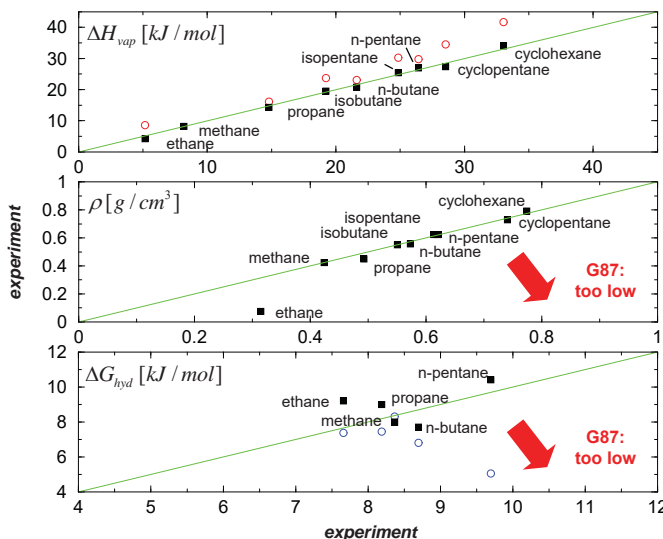 ΔH_vap [kJ / mol]
n-pentane
isopentane
cyclohexane
cyclopentane
n-butane
isobutane
propane
methane
ethane
45
40
30
20
10
0
0 10 20 30 40
ρ [g / cm³]
cyclohexane
isopentane
isobutane
cyclopentane
n-pentane
n-butane
methane
propane
ethane
G87:
too low
1
0.8
0.6
0.4
0.2
0
0 0.2 0.4 0.6 0.8 1
experiment
ΔG_hyd [kJ / mol]
n-pentane
ethane
propane
methane
n-butane
G87:
too low
12
10
8
6
4
4 5 6 7 8 9 10 11 12
experiment